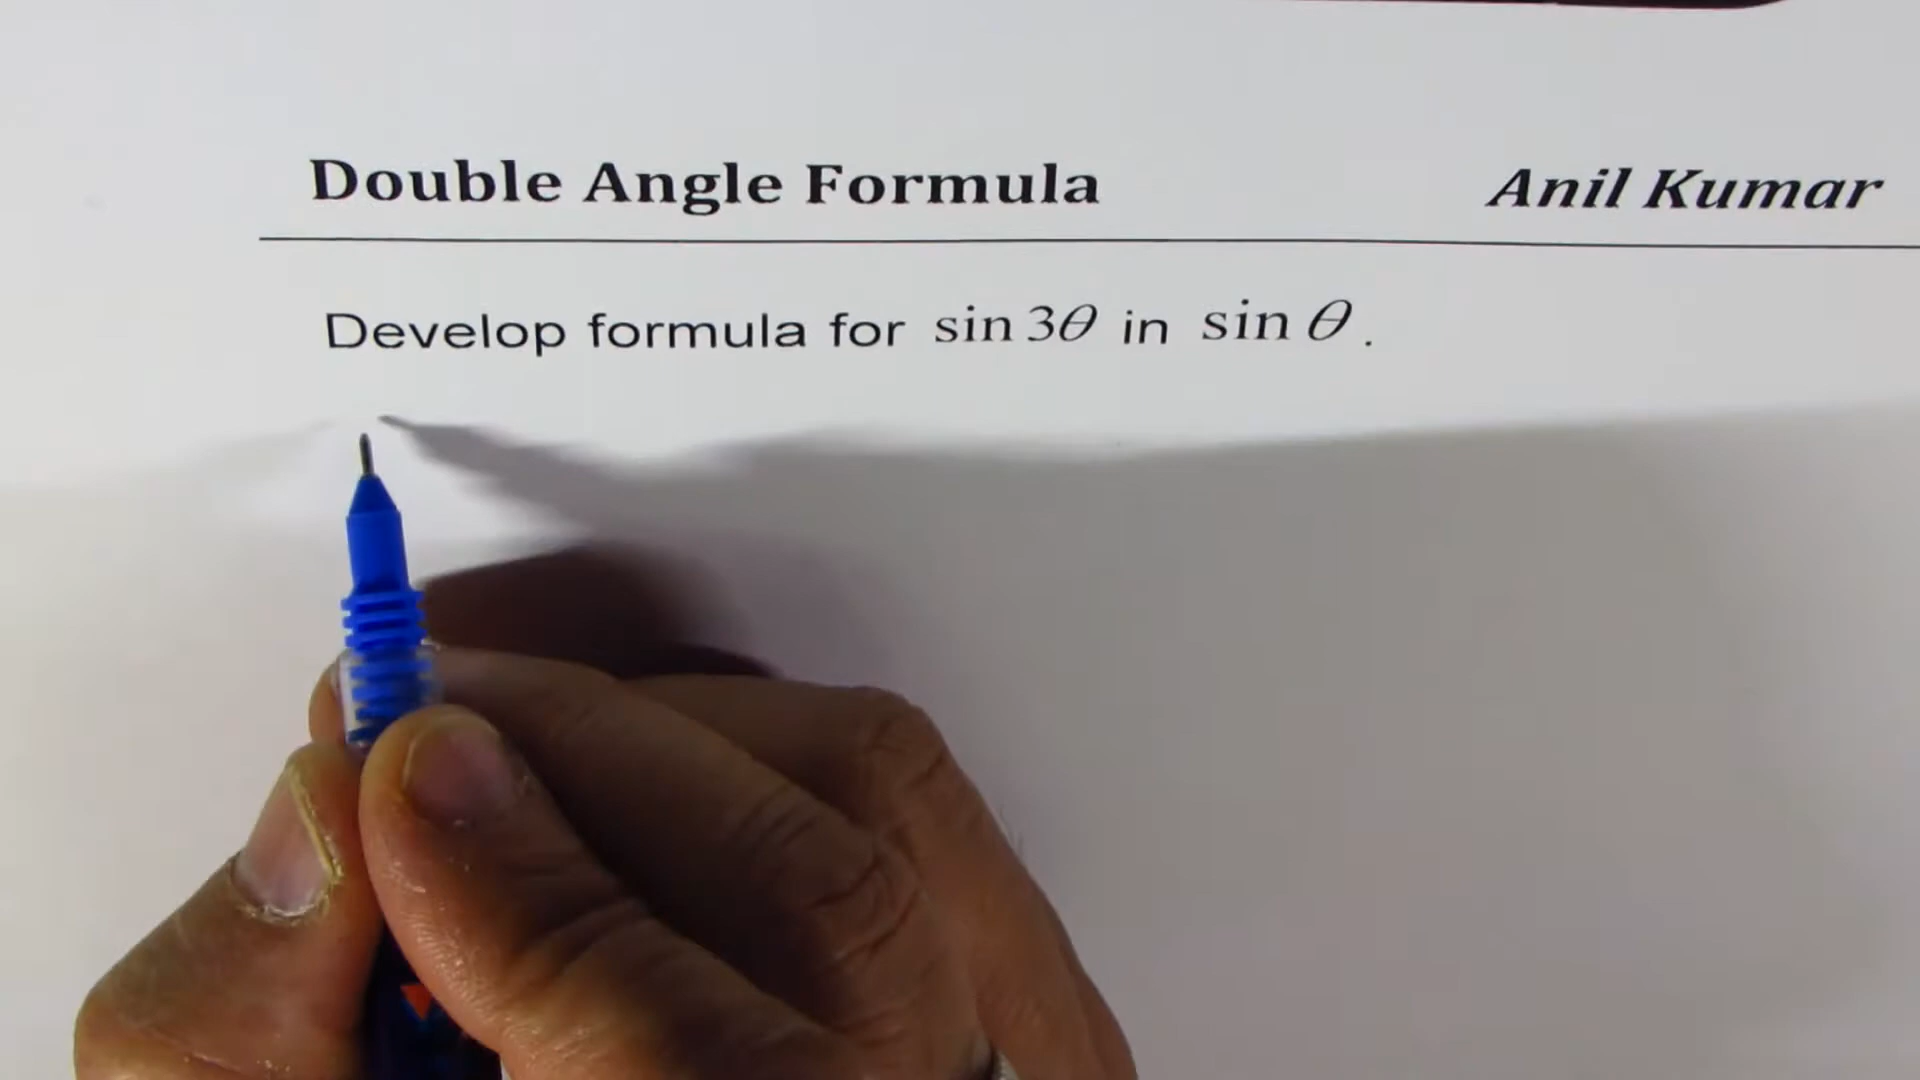 Double Angle Formula Anil Kumar
Develop formula for sin 3θ in sin θ .